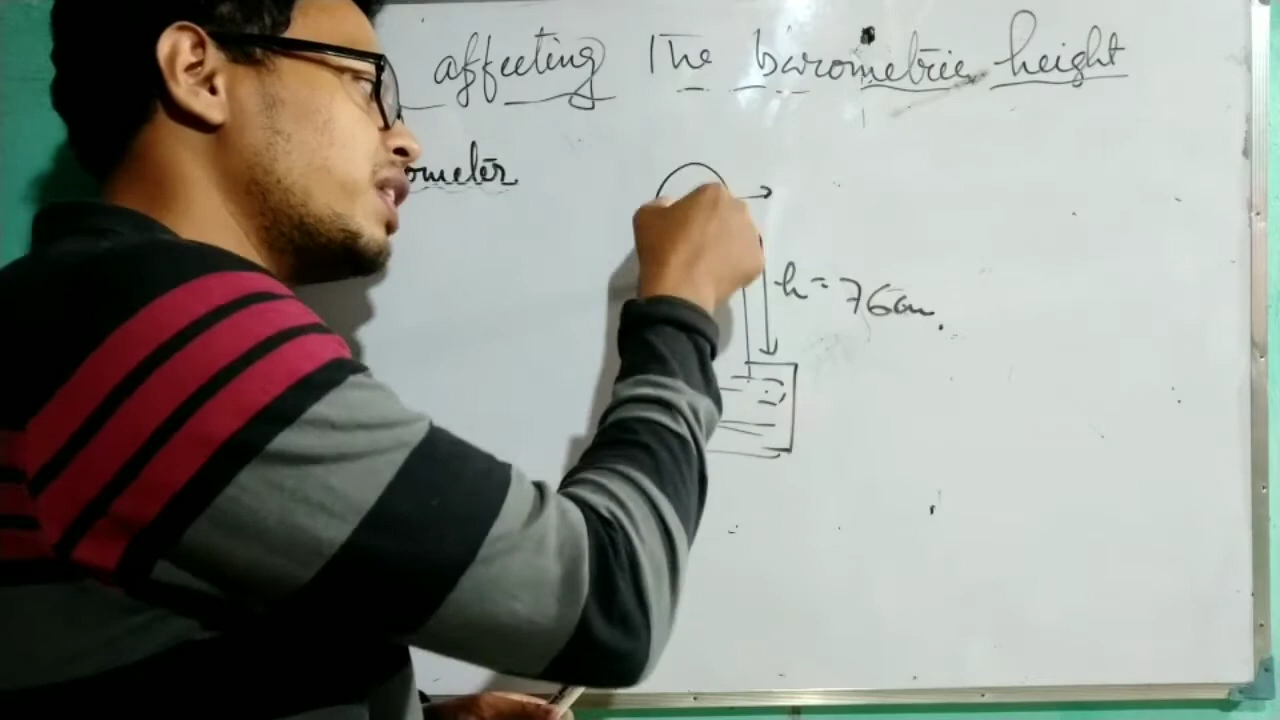 affecting The barometric height
ometer
h = 76cm.